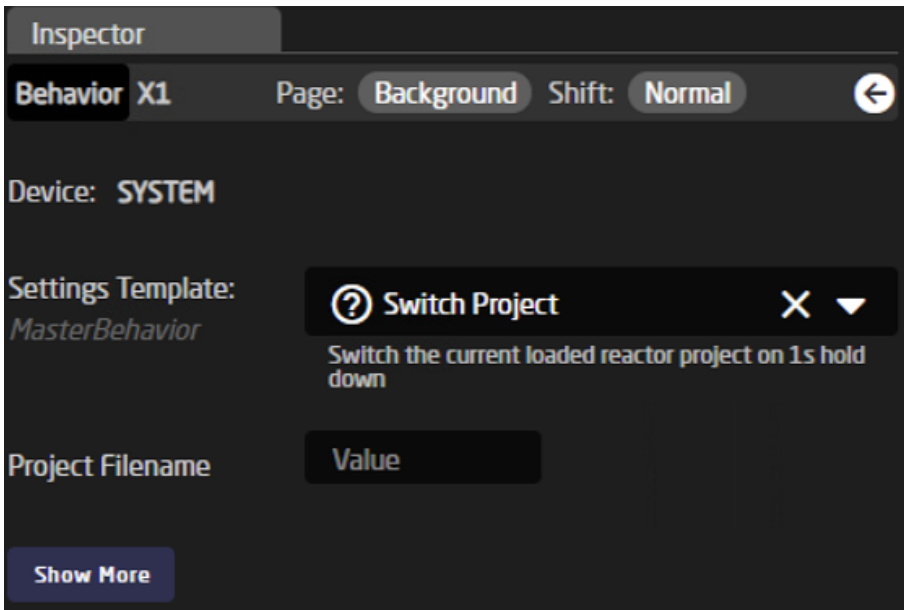 Inspector
Behavior X1 Page: Background Shift: Normal
Device: SYSTEM
Settings Template:
MasterBehavior
Switch Project
Switch the current loaded reactor project on 1s hold
down
Project Filename
Value
Show More